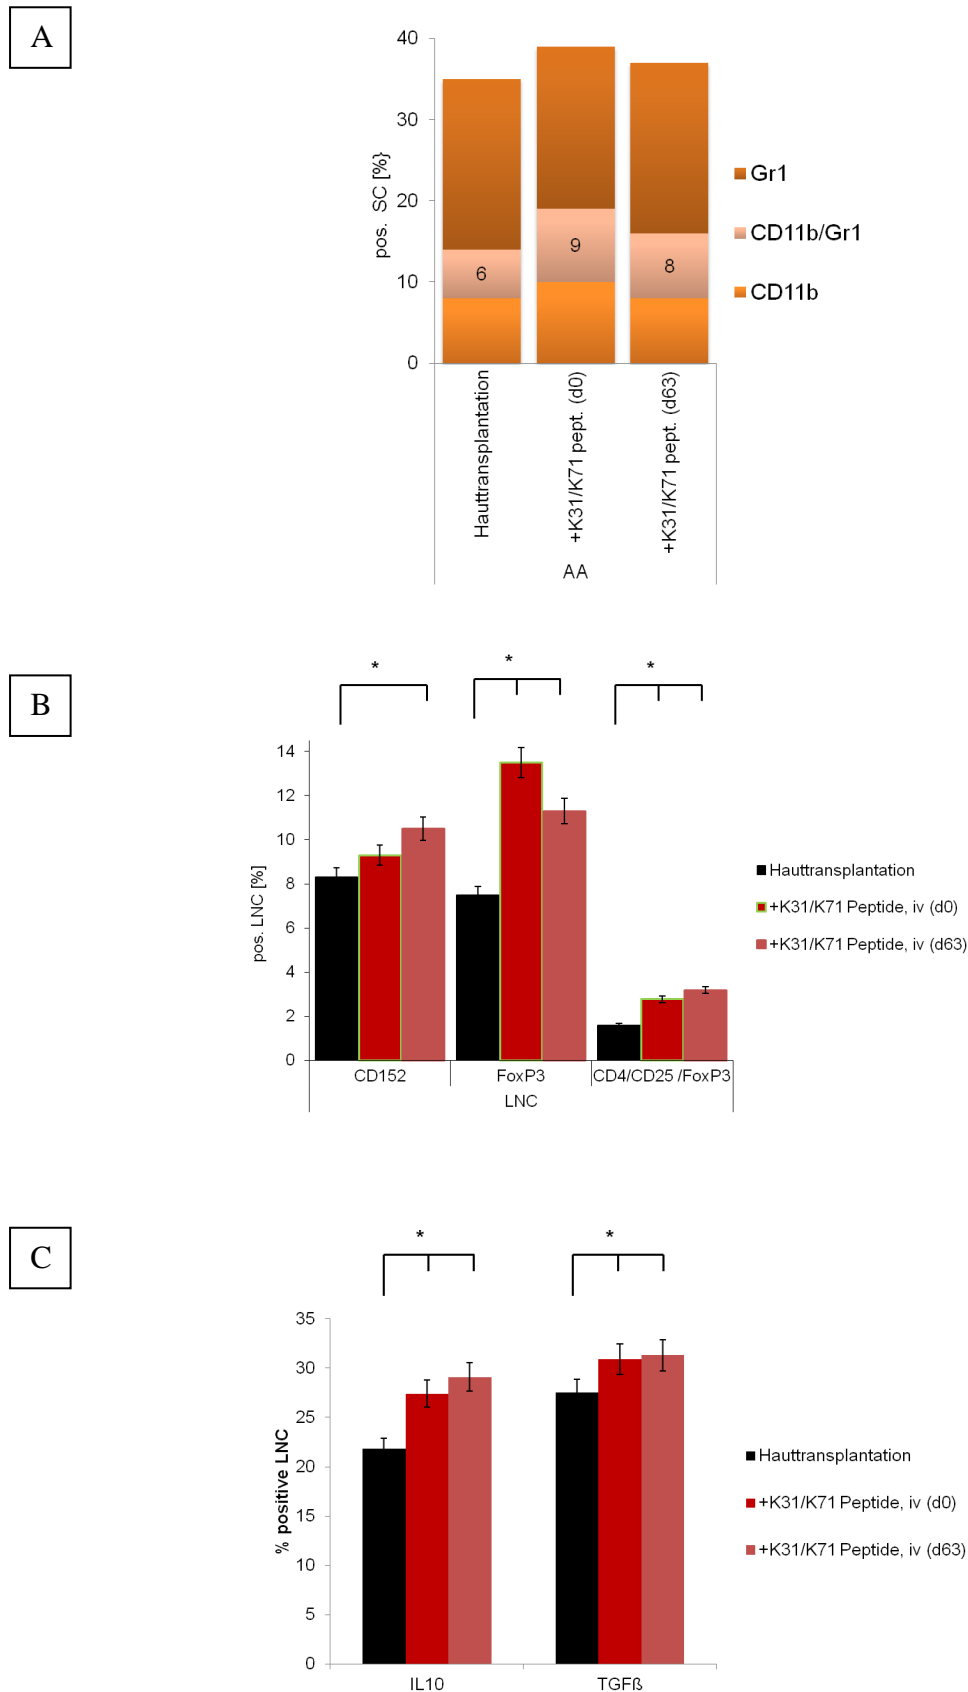 A
40
30
20
10
0
pos. SC [%}
6
9
8
Gr1
CD11b/Gr1
CD11b
Hauttransplantation
+K31/K71 pept. (d0)
+K31/K71 pept. (d63)
AA
B
* * *
14
12
10
8
6
4
2
0
pos. LNC [%]
Hauttransplantation
+K31/K71 Peptide, iv (d0)
+K31/K71 Peptide, iv (d63)
CD152 FoxP3 CD4/CD25 /FoxP3
LNC
C
* *
35
30
25
20
15
10
5
0
% positive LNC
Hauttransplantation
+K31/K71 Peptide, iv (d0)
+K31/K71 Peptide, iv (d63)
IL10 TGFß